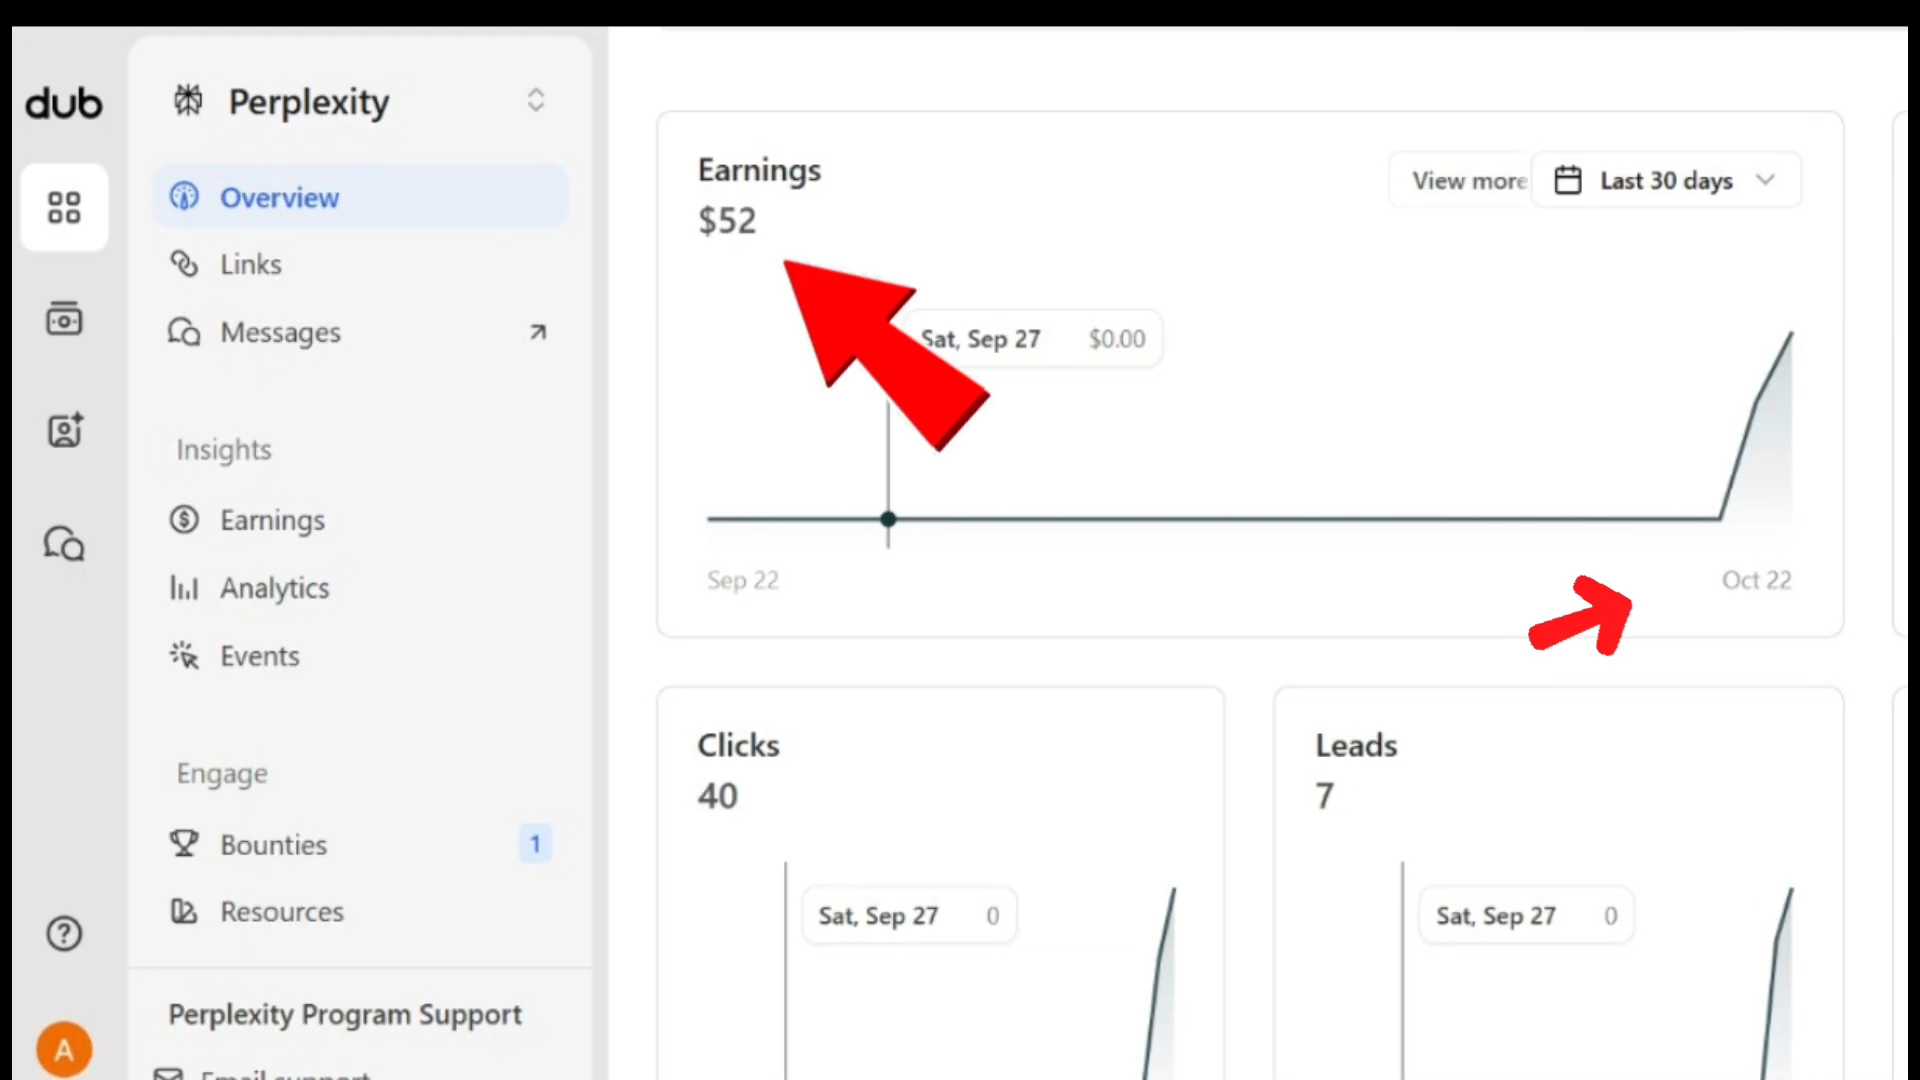 dub
Perplexity
Overview
Links
Messages
Insights
Earnings
Analytics
Events
Engage
Bounties 1
Resources
Perplexity Program Support
Email support
A
Earnings
$52
View more
Last 30 days
Sat, Sep 27 $0.00
Sep 22
Oct 22
Clicks
40
Sat, Sep 27 0
Leads
7
Sat, Sep 27 0